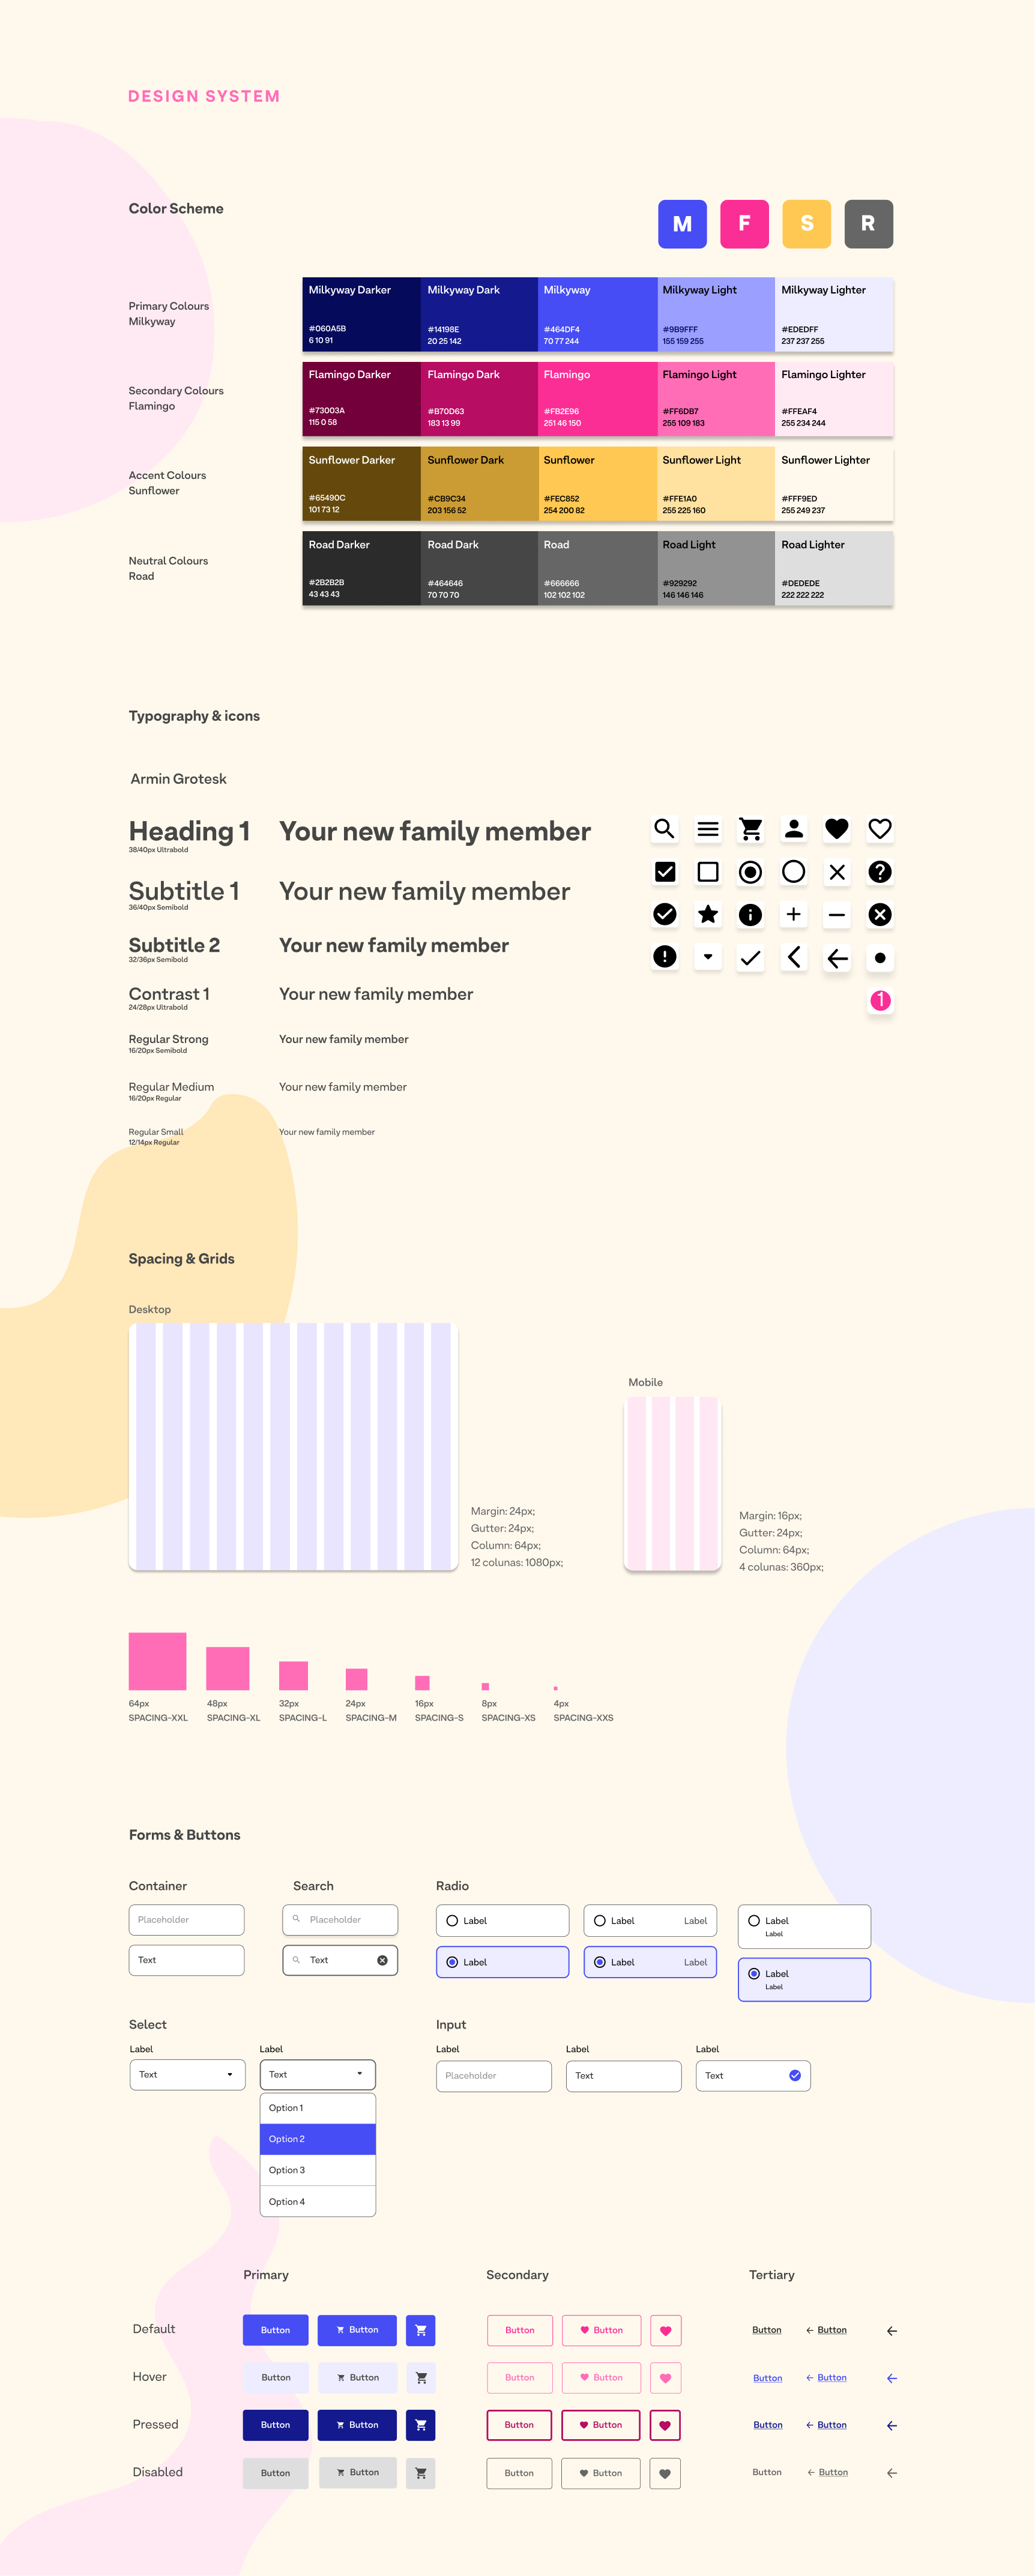 DESIGN SYSTEM
Color Scheme
M F S R
Primary Colours
Milkyway
Milkyway Darker
#060A5B
6 10 91
Milkyway Dark
#14198E
20 25 142
Milkyway
#464DF4
70 77 244
Milkyway Light
#9B9FFF
155 159 255
Milkyway Lighter
#EDEDFF
237 237 255
Secondary Colours
Flamingo
Flamingo Darker
#73003A
115 0 58
Flamingo Dark
#B70D63
183 13 99
Flamingo
#FB2E96
251 46 150
Flamingo Light
#FF6DB7
255 109 183
Flamingo Lighter
#FFEAF4
255 234 244
Accent Colours
Sunflower
Sunflower Darker
#65490C
101 73 12
Sunflower Dark
#CB9C34
203 156 52
Sunflower
#FEC852
254 200 82
Sunflower Light
#FFE1A0
255 225 160
Sunflower Lighter
#FFF9ED
255 249 237
Neutral Colours
Road
Road Darker
#2B2B2B
43 43 43
Road Dark
#464646
70 70 70
Road
#666666
102 102 102
Road Light
#929292
146 146 146
Road Lighter
#DEDEDE
222 222 222
Typography & icons
Armin Grotesk
Heading 1
38/40px Ultrabold
Your new family member
Subtitle 1
36/40px Semibold
Your new family member
Subtitle 2
32/36px Semibold
Your new family member
Contrast 1
24/28px Ultrabold
Your new family member
Regular Strong
16/20px Semibold
Your new family member
Regular Medium
16/20px Regular
Your new family member
Regular Small
12/14px Regular
Your new family member
1
Spacing & Grids
Desktop
Margin: 24px;
Gutter: 24px;
Column: 64px;
12 colunas: 1080px;
Mobile
Margin: 16px;
Gutter: 24px;
Column: 64px;
4 colunas: 360px;
64px
SPACING-XXL
48px
SPACING-XL
32px
SPACING-L
24px
SPACING-M
16px
SPACING-S
8px
SPACING-XS
4px
SPACING-XXS
Forms & Buttons
Container
Placeholder
Text
Search
Placeholder
Text
Radio
Label
Label
Label Label
Label Label
Label
Label
Label
Label
Select
Label
Text
Label
Text
Option 1
Option 2
Option 3
Option 4
Input
Label
Placeholder
Label
Text
Label
Text
Primary Secondary Tertiary
Default Button Button Button Button Button Button
Hover Button Button Button Button Button Button
Pressed Button Button Button Button Button Button
Disabled Button Button Button Button Button Button